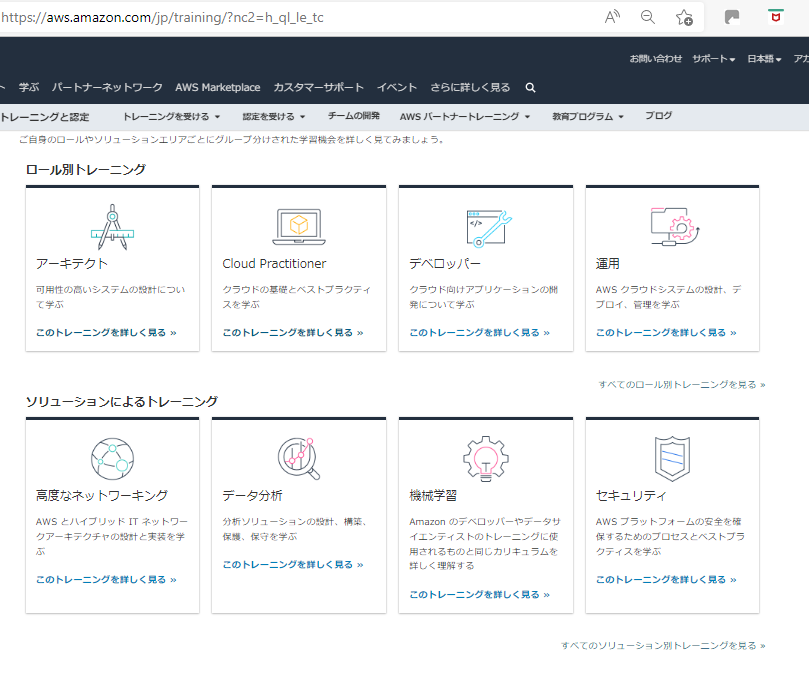 https://aws.amazon.com/jp/training/?nc2=h_ql_le_tc
お問い合わせ サポート 日本語 アカ
学ぶ パートナーネットワーク AWS Marketplace カスタマーサポート イベント さらに詳しく見る
トレーニングと認定 トレーニングを受ける 認定を受ける チームの開発 AWS パートナートレーニング 教育プログラム ブログ
ご自身のロールやソリューションエリアごとにグループ分けされた学習機会を詳しく見てみましょう。
ロール別トレーニング
アーキテクト
可用性の高いシステムの設計につい
て学ぶ
このトレーニングを詳しく見る »
Cloud Practitioner
クラウドの基礎とベストプラクティ
スを学ぶ
このトレーニングを詳しく見る »
</> デベロッパー
クラウド向けアプリケーションの開
発について学ぶ
このトレーニングを詳しく見る »
運用
AWS クラウドシステムの設計、デ
プロイ、管理を学ぶ
このトレーニングを詳しく見る »
すべてのロール別トレーニングを見る »
ソリューションによるトレーニング
高度なネットワーキング
AWS とハイブリッド IT ネットワー
クアーキテクチャの設計と実装を学
ぶ
このトレーニングを詳しく見る »
データ分析
分析ソリューションの設計、構築、
保護、保守を学ぶ
このトレーニングを詳しく見る »
機械学習
Amazon のデベロッパーやデータサ
イエンティストのトレーニングに使
用されるものと同じカリキュラムを
詳しく理解する
このトレーニングを詳しく見る »
セキュリティ
AWS プラットフォームの安全を確
保するためのプロセスとベストプラ
クティスを学ぶ
このトレーニングを詳しく見る »
すべてのソリューション別トレーニングを見る »